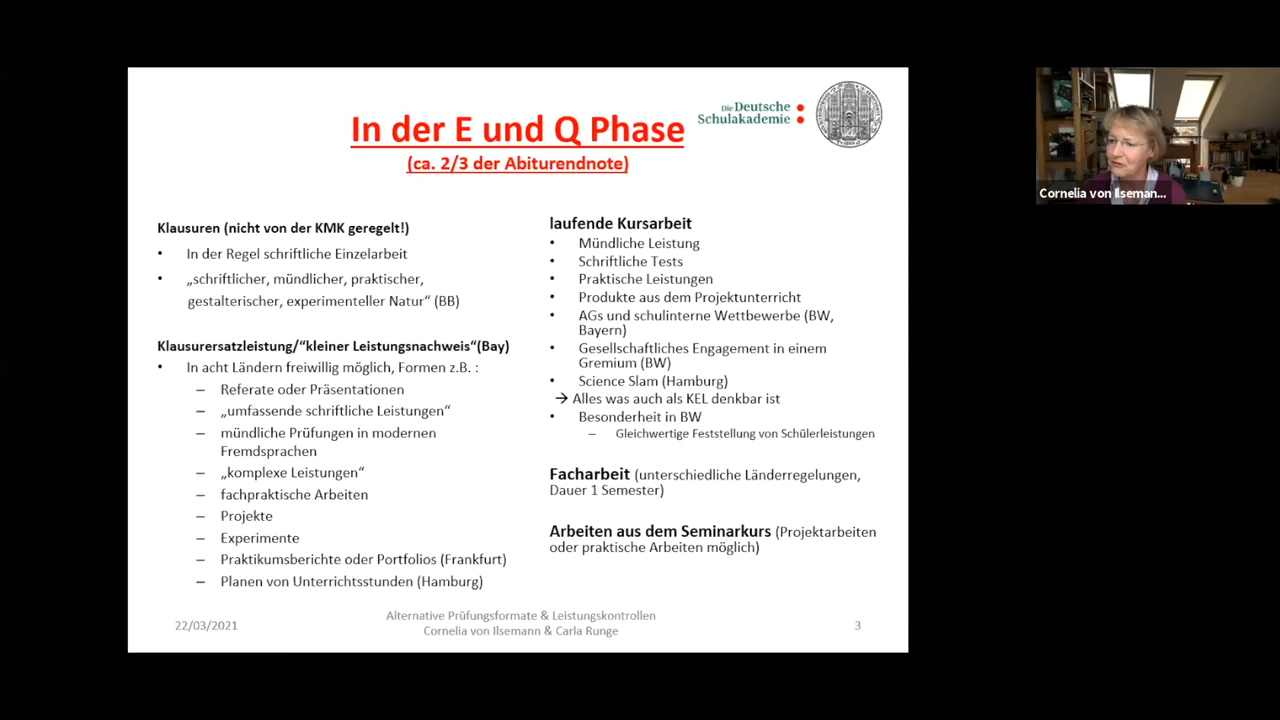 Die Deutsche
Schulakademie
In der E und Q Phase
(ca. 2/3 der Abiturendnote)
Klausuren (nicht von der KMK geregelt!)
• In der Regel schriftliche Einzelarbeit
• „schriftlicher, mündlicher, praktischer,
gestalterischer, experimenteller Natur“ (BB)
Klausurersatzleistung/“kleiner Leistungsnachweis“(Bay)
• In acht Ländern freiwillig möglich, Formen z.B. :
– Referate oder Präsentationen
– „umfassende schriftliche Leistungen“
– mündliche Prüfungen in modernen
Fremdsprachen
– „komplexe Leistungen“
– fachpraktische Arbeiten
– Projekte
– Experimente
– Praktikumsberichte oder Portfolios (Frankfurt)
– Planen von Unterrichtsstunden (Hamburg)
laufende Kursarbeit
• Mündliche Leistung
• Schriftliche Tests
• Praktische Leistungen
• Produkte aus dem Projektunterricht
• AGs und schulinterne Wettbewerbe (BW,
Bayern)
• Gesellschaftliches Engagement in einem
Gremium (BW)
• Science Slam (Hamburg)
→ Alles was auch als KEL denkbar ist
• Besonderheit in BW
– Gleichwertige Feststellung von Schülerleistungen
Facharbeit (unterschiedliche Länderregelungen,
Dauer 1 Semester)
Arbeiten aus dem Seminarkurs (Projektarbeiten
oder praktische Arbeiten möglich)
22/03/2021
Alternative Prüfungsformate & Leistungskontrollen
Cornelia von Ilsemann & Carla Runge
3
Cornelia von Ilseman...